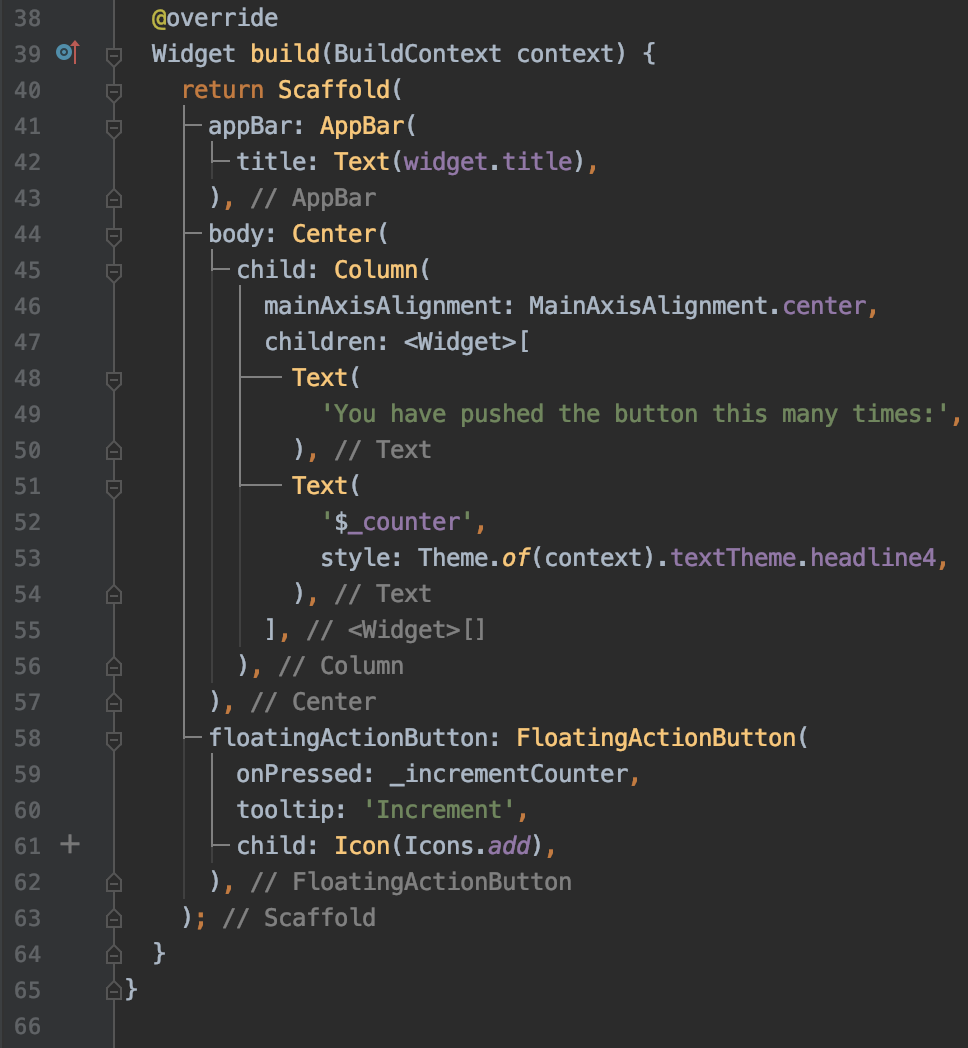 38 @override
39 Widget build(BuildContext context) {
40 return Scaffold(
41 appBar: AppBar(
42 title: Text(widget.title),
43 ), // AppBar
44 body: Center(
45 child: Column(
46 mainAxisAlignment: MainAxisAlignment.center,
47 children: <Widget>[
48 Text(
49 'You have pushed the button this many times:',
50 ), // Text
51 Text(
52 '$_counter',
53 style: Theme.of(context).textTheme.headline4,
54 ), // Text
55 ], // <Widget>[]
56 ), // Column
57 ), // Center
58 floatingActionButton: FloatingActionButton(
59 onPressed: _incrementCounter,
60 tooltip: 'Increment',
61 child: Icon(Icons.add),
62 ), // FloatingActionButton
63 ); // Scaffold
64 }
65 }
66